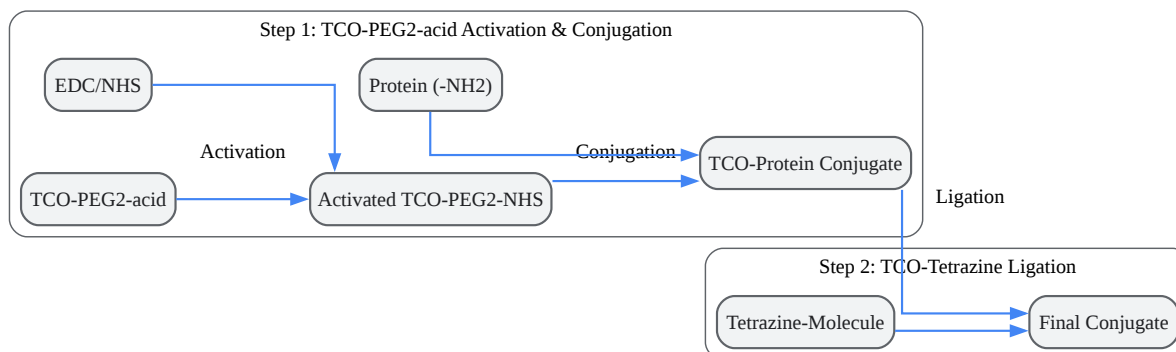 Step 1: TCO-PEG2-acid Activation & Conjugation
EDC/NHS
Protein (-NH2)
Activation
Conjugation
TCO-Protein Conjugate
TCO-PEG2-acid
Activated TCO-PEG2-NHS
Ligation
Step 2: TCO-Tetrazine Ligation
Tetrazine-Molecule
Final Conjugate